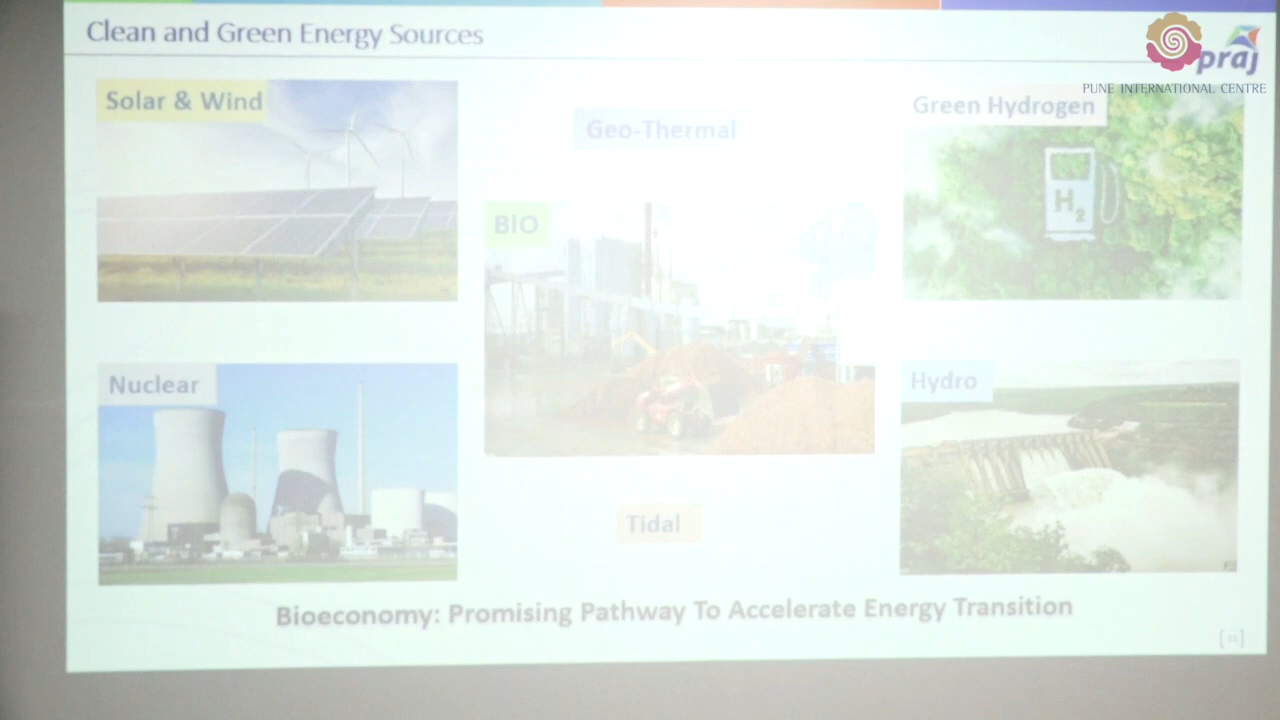 Clean and Green Energy Sources
praj
PUNE INTERNATIONAL CENTRE
Solar & Wind
Geo-Thermal
Green Hydrogen
H2
BIO
Nuclear
Hydro
Tidal
Bioeconomy: Promising Pathway To Accelerate Energy Transition